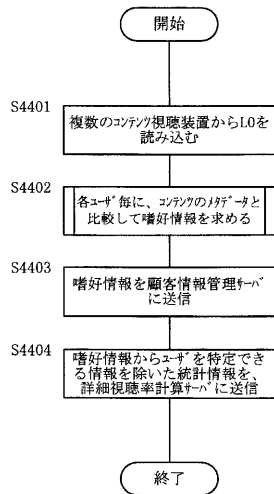 開始
S4401
複数のコンテンツ視聴装置からLOを
読み込む
S4402
各ユーザ毎に、コンテンツのメタデータと
比較して嗜好情報を求める
S4403
嗜好情報を顧客情報管理サーバ
に送信
S4404
嗜好情報からユーザを特定でき
る情報を除いた統計情報を、
詳細視聴率計算サーバに送信
終了